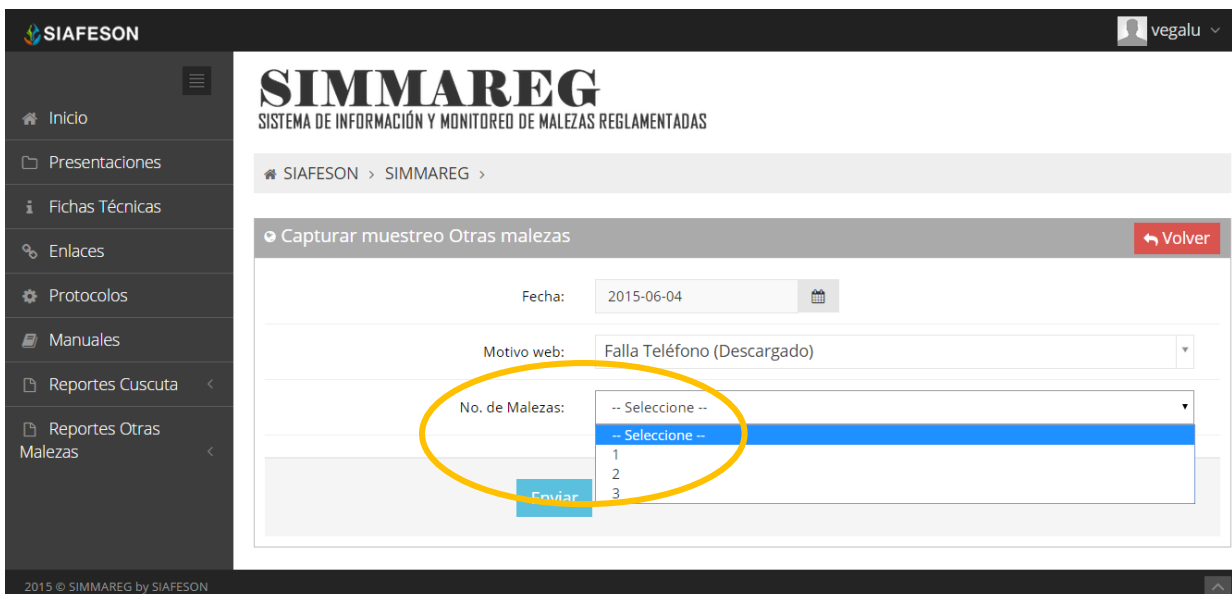 SIAFESON
vegalu
SIMMAREG
SISTEMA DE INFORMACIÓN Y MONITOREO DE MALEZAS REGLAMENTADAS
Inicio
Presentaciones
Fichas Técnicas
Enlaces
Protocolos
Manuales
Reportes Cuscuta
Reportes Otras
Malezas
SIAFESON > SIMMAREG >
Capturar muestreo Otras malezas
Volver
Fecha: 2015-06-04
Motivo web: Falla Teléfono (Descargado)
No. de Malezas: -- Seleccione --
-- Seleccione --
1
2
3
Enviar
2015 © SIMMAREG by SIAFESON